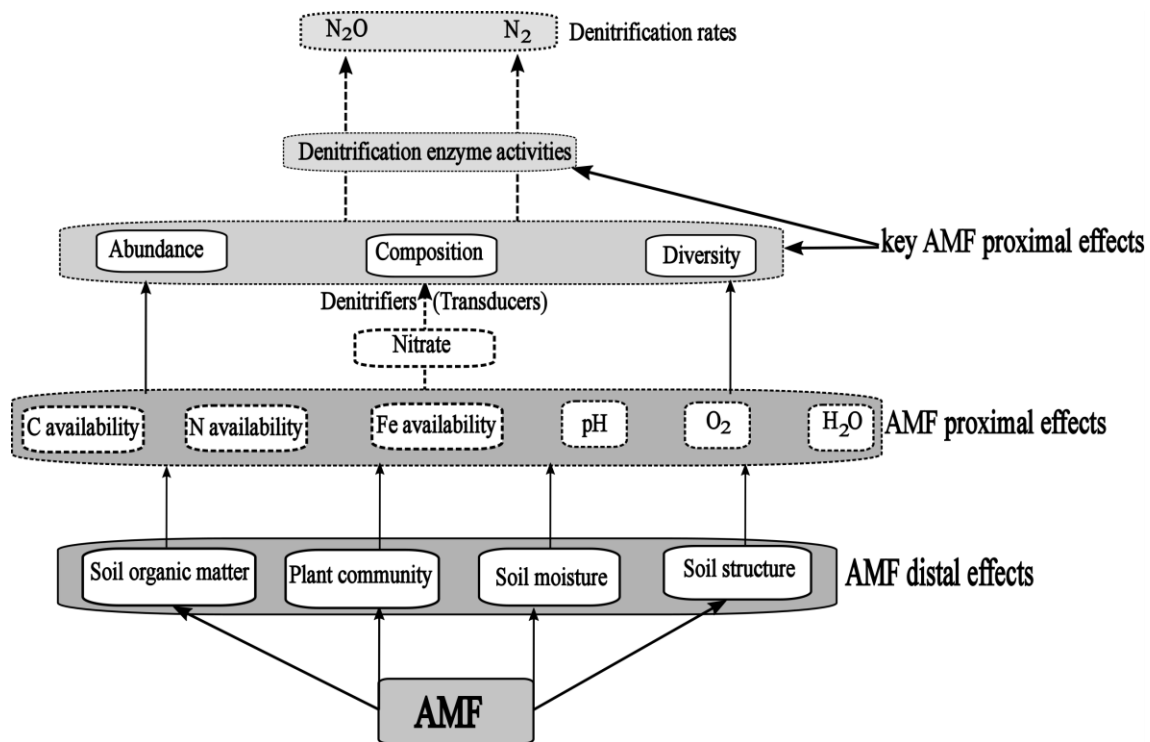 N₂O N₂ Denitrification rates
Denitrification enzyme activities
key AMF proximal effects
Abundance Composition Diversity
Denitrifiers (Transducers)
Nitrate
C availability N availability Fe availability pH O₂ H₂O AMF proximal effects
Soil organic matter Plant community Soil moisture Soil structure AMF distal effects
AMF